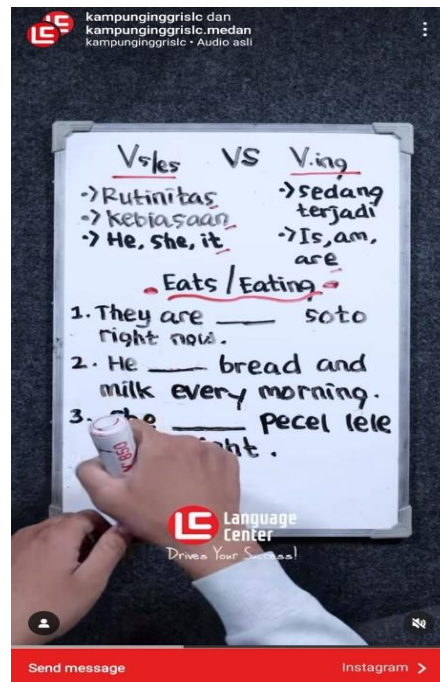 kampunginggrislc dan
kampunginggrislc.medan
kampunginggrislc • Audio asli
Vs/es VS V.ing
-> Rutinitas
-> Kebiasaan
-> He, she, it
-> sedang
terjadi
-> Is, am,
are
Eats / Eating
1. They are ____ soto
right now.
2. He ____ bread and
milk every morning.
3. ____ pecel lele
LC Language
Center
Drives Your Success!
Send message
Instagram